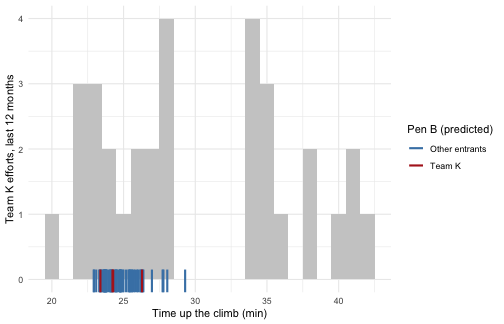 Team K efforts, last 12 months
4
3
2
1
0
20
25
30
35
40
Time up the climb (min)
Pen B (predicted)
Other entrants
Team K